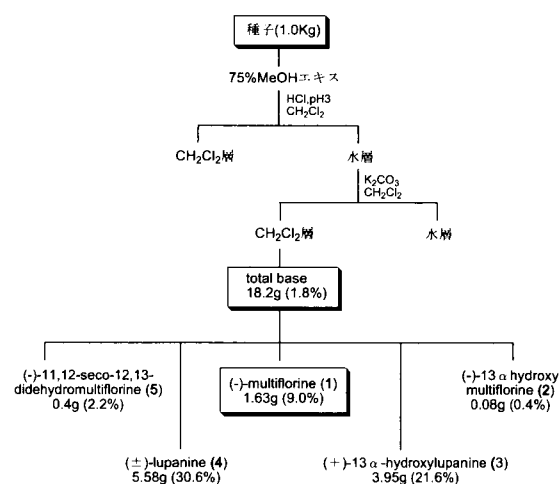 種子(1.0Kg)
75%MeOHエキス
HCl,pH3
CH2Cl2
CH2Cl2層
水層
K2CO3
CH2Cl2
CH2Cl2層
水層
total base
18.2g (1.8%)
(-)-11,12-seco-12,13-
didehydromultiflorine (5)
0.4g (2.2%)
(-)-multiflorine (1)
1.63g (9.0%)
(-)-13αhydroxy
multiflorine (2)
0.08g (0.4%)
(±)-lupanine (4)
5.58g (30.6%)
(+)-13α-hydroxylupanine (3)
3.95g (21.6%)